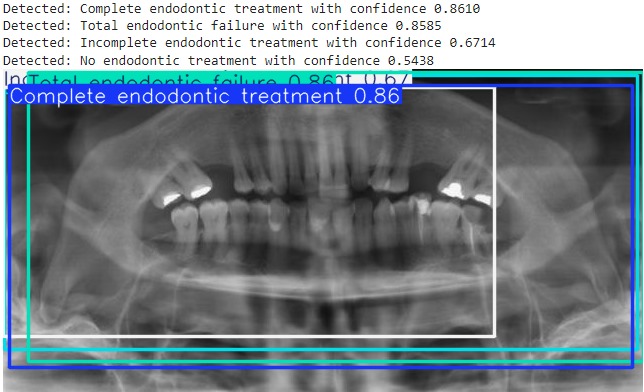 Detected: Complete endodontic treatment with confidence 0.8610
Detected: Total endodontic failure with confidence 0.8585
Detected: Incomplete endodontic treatment with confidence 0.6714
Detected: No endodontic treatment with confidence 0.5438
Total endodontic failure 0.86
Complete endodontic treatment 0.86